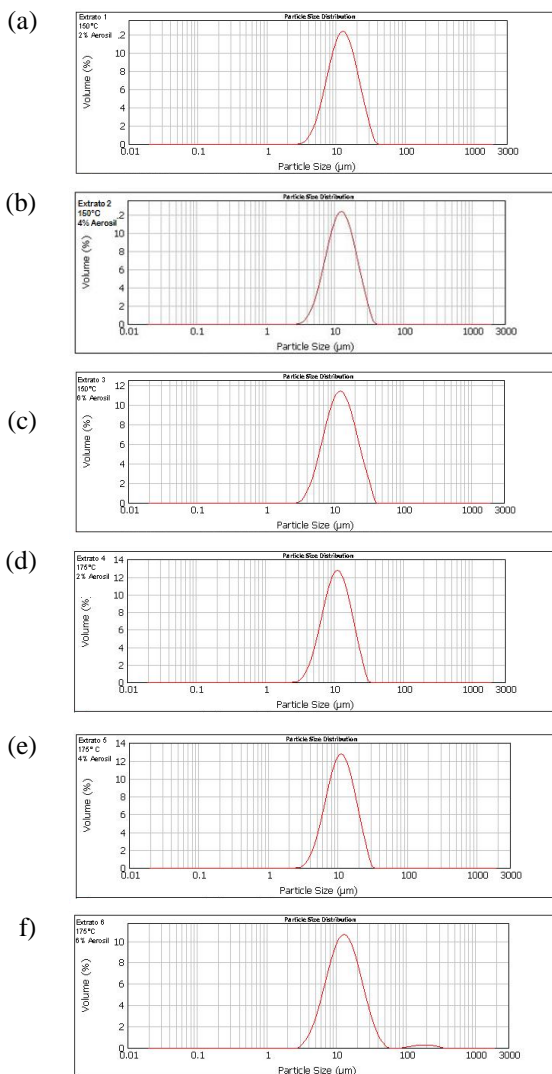 (a)
Particle Size Distribution
Extrato 1
150°C
2% Aerosil
Volume (%)
.2
10
8
6
4
2
0
0.01 0.1 1 10 100 1000 3000
Particle Size (µm)
(b)
Particle Size Distribution
Extrato 2
150°C
4% Aerosil
Volume (%)
.2
10
8
6
4
2
0
0.01 0.1 1 10 100 1000 3000
Particle Size (µm)
(c)
Particle Size Distribution
Extrato 3
150°C
6% Aerosil
Volume (%)
12
10
8
6
4
2
0
0.01 0.1 1 10 100 1000 3000
Particle Size (µm)
(d)
Particle Size Distribution
Extrato 4
175°C
2% Aerosil
Volume (%)
14
12
10
8
6
4
2
0
0.01 0.1 1 10 100 1000 3000
Particle Size (µm)
(e)
Particle Size Distribution
Extrato 5
175° C
4% Aerosil
Volume (%)
14
12
10
8
6
4
2
0
0.01 0.1 1 10 100 1000 3000
Particle Size (µm)
f)
Particle Size Distribution
Extrato 6
175°C
6% Aerosil
Volume (%)
10
8
6
4
2
0
0.01 0.1 1 10 100 1000 3000
Particle Size (µm)